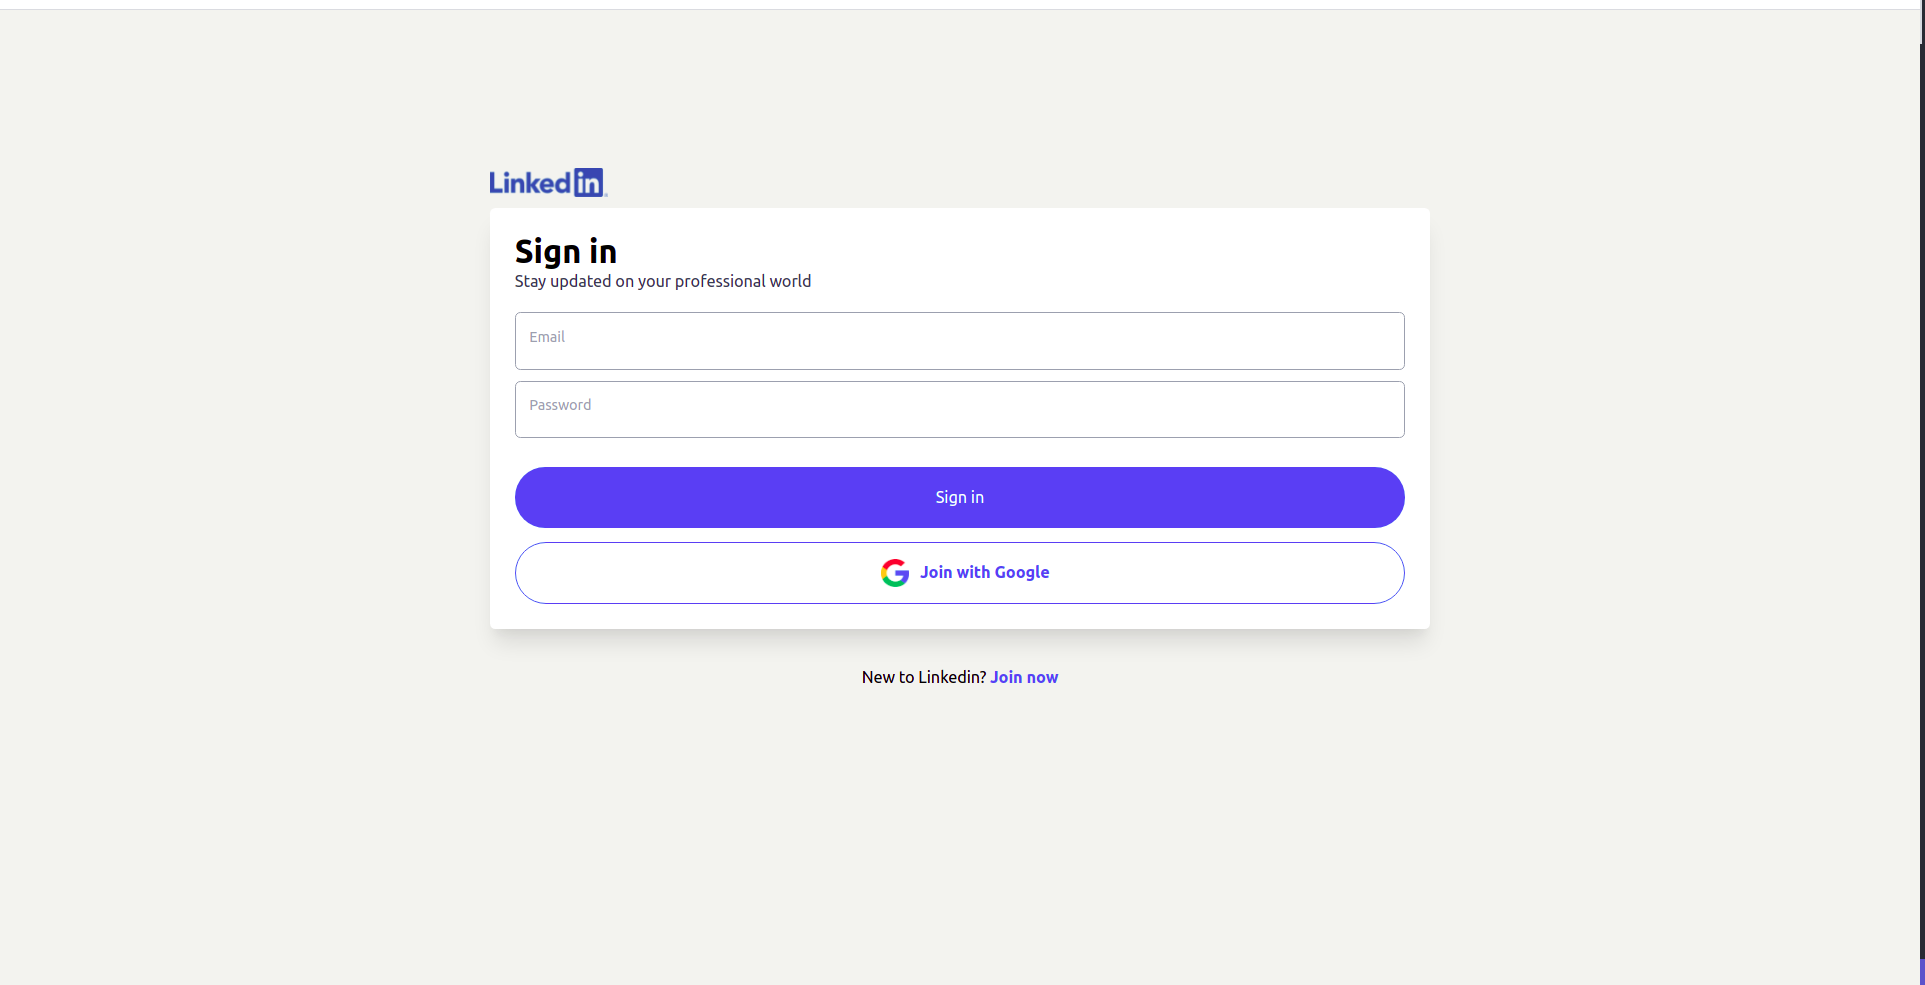 Linkedin
Sign in
Stay updated on your professional world
Email
Password
Sign in
Join with Google
New to Linkedin? Join now